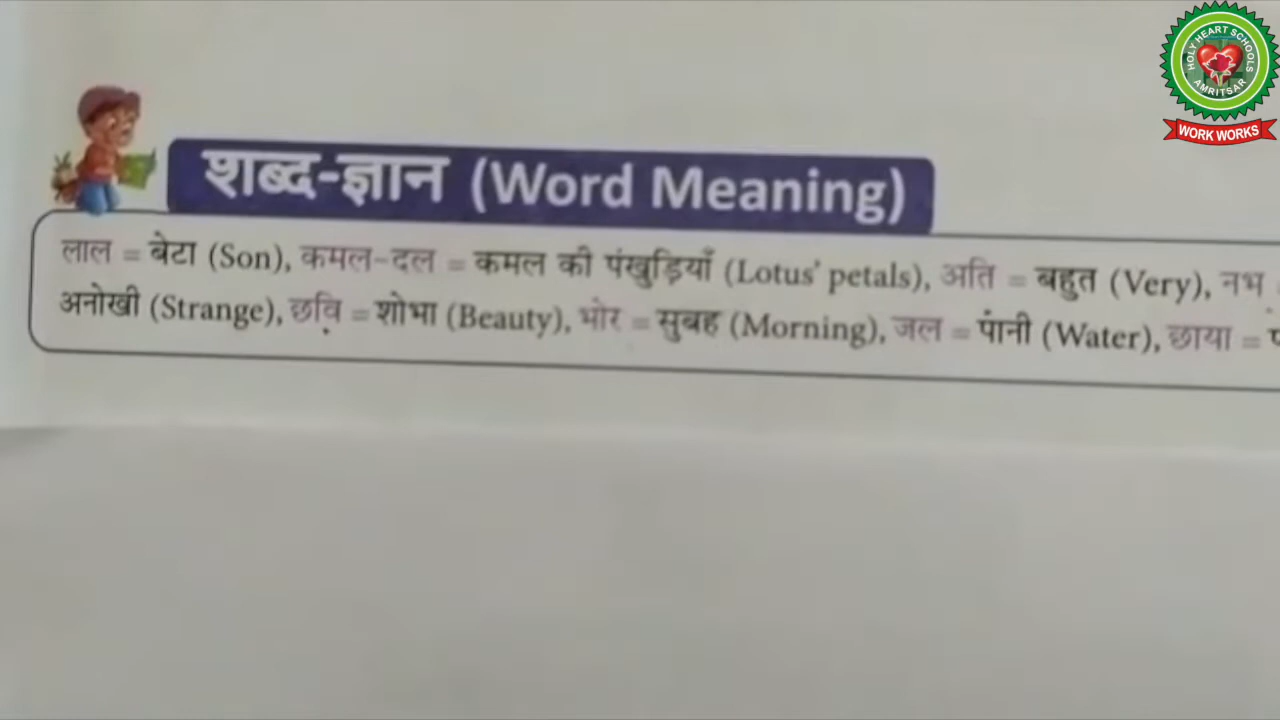 HOLY HEART SCHOOLS
AMRITSAR
WORK WORKS
शब्द-ज्ञान (Word Meaning)
लाल = बेटा (Son), कमल-दल = कमल की पंखुड़ियाँ (Lotus' petals), अति = बहुत (Very), नभ
अनोखी (Strange), छवि = शोभा (Beauty), भोर = सुबह (Morning), जल = पानी (Water), छाया =